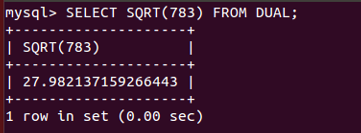 mysql> SELECT SQRT(783) FROM DUAL;
+--------------------+
| SQRT(783)          |
+--------------------+
| 27.982137159266443 |
+--------------------+
1 row in set (0.00 sec)